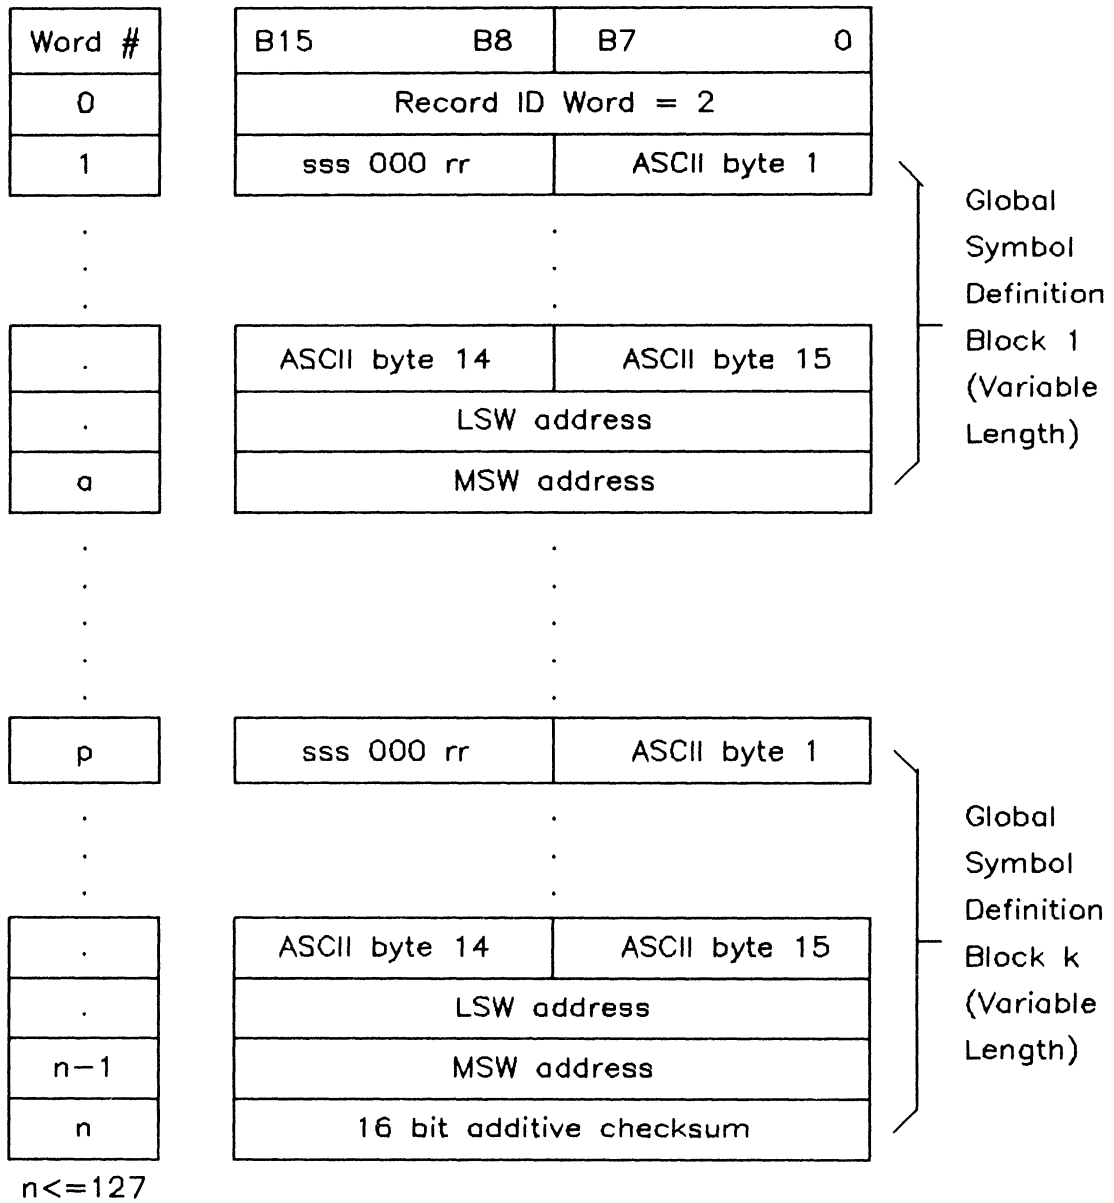 Word # B15 B8 B7 0
0 Record ID Word = 2
1 sss 000 rr ASCII byte 1
. .
. .
. .
. ASCII byte 14 ASCII byte 15
. LSW address
a MSW address
Global
Symbol
Definition
Block 1
(Variable
Length)
. .
. .
. .
. .
. .
p sss 000 rr ASCII byte 1
. .
. .
. .
. ASCII byte 14 ASCII byte 15
. LSW address
n-1 MSW address
n 16 bit additive checksum
Global
Symbol
Definition
Block k
(Variable
Length)
n<=127